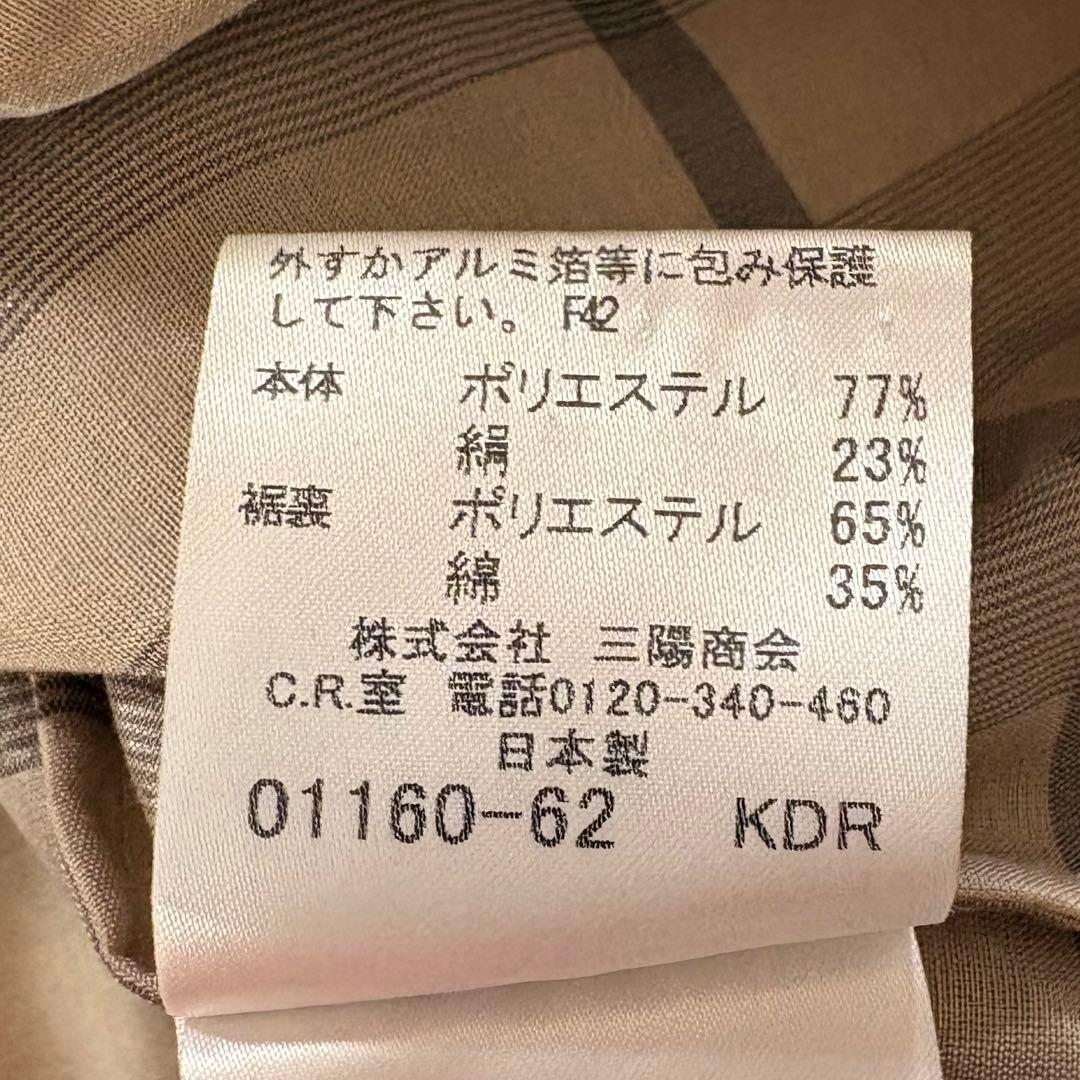 外すかアルミ箔等に包み保護
して下さい。 F42
本体 ポリエステル 77%
絹 23%
裾裏 ポリエステル 65%
綿 35%
株式会社 三陽商会
C.R.室 電話0120-340-460
日本製
01160-62 KDR